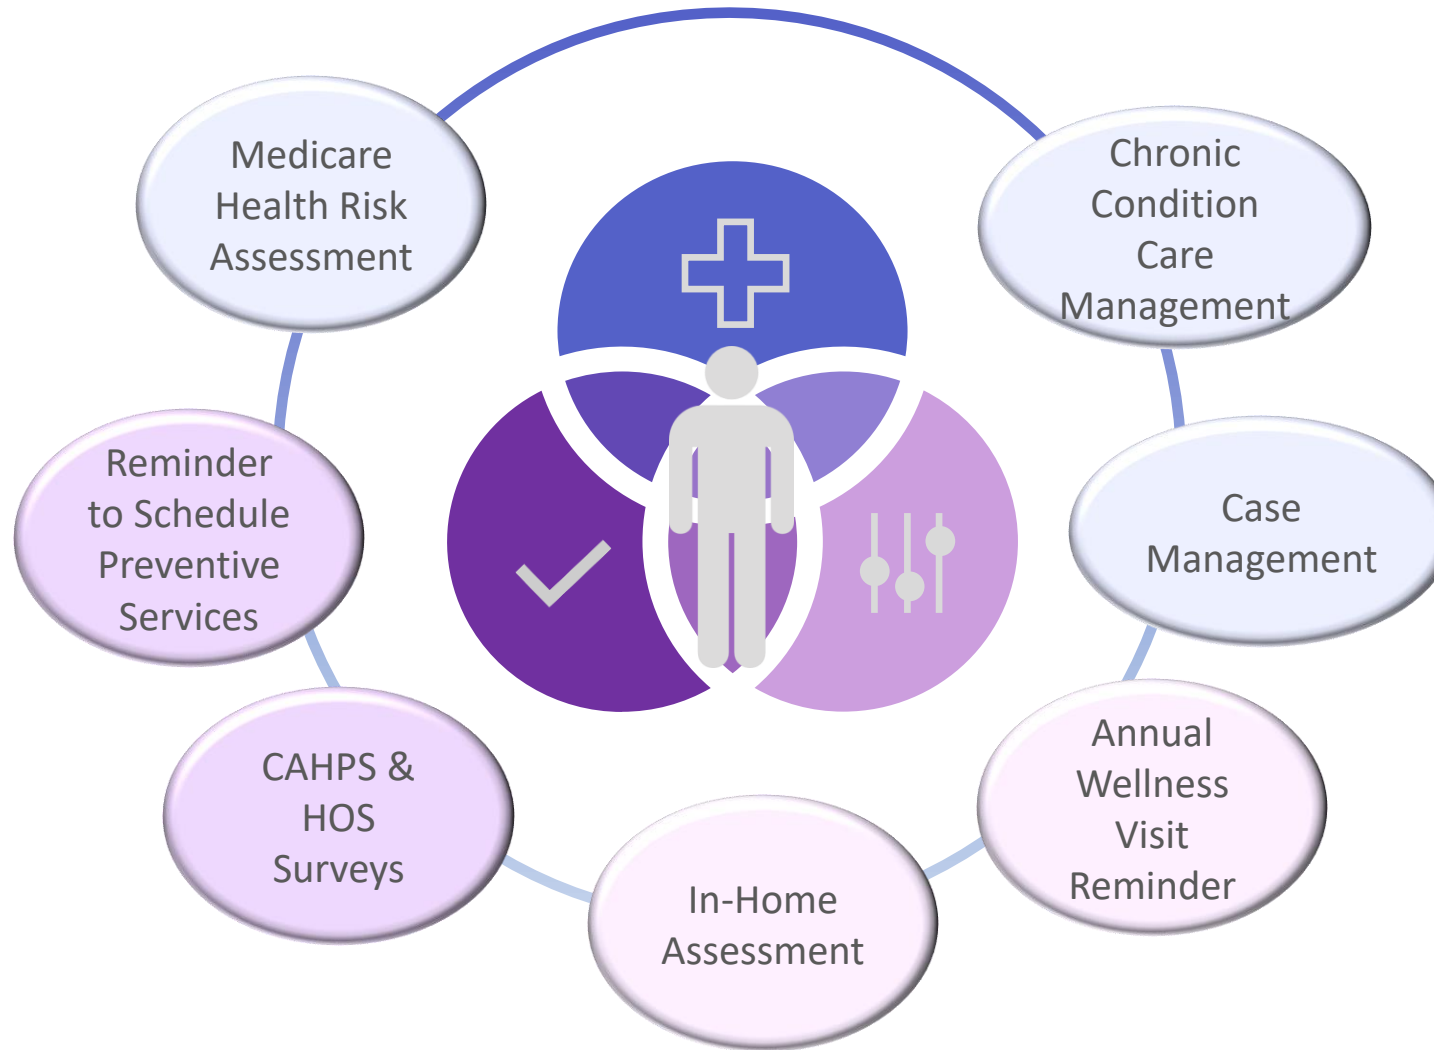 Medicare
Health Risk
Assessment
Chronic
Condition
Care
Management
Reminder
to Schedule
Preventive
Services
Case
Management
CAHPS &
HOS
Surveys
Annual
Wellness
Visit
Reminder
In-Home
Assessment